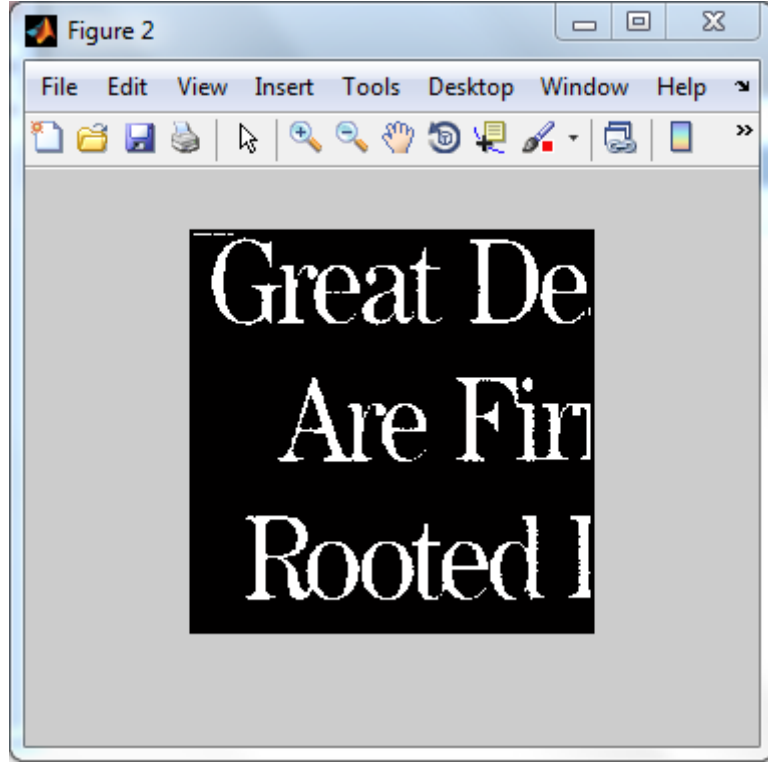 Figure 2
File Edit View Insert Tools Desktop Window Help
Great De
Are Fir
Rooted